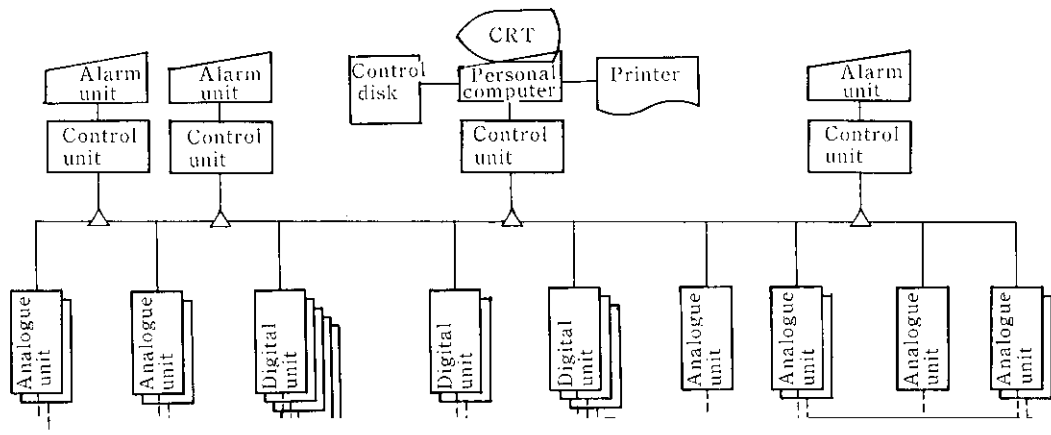 CRT
Alarm
unit
Alarm
unit
Control
disk
Personal
computer
Printer
Alarm
unit
Control
unit
Control
unit
Control
unit
Control
unit
Analogue
unit
Analogue
unit
Digital
unit
Digital
unit
Digital
unit
Analogue
unit
Analogue
unit
Analogue
unit
Analogue
unit